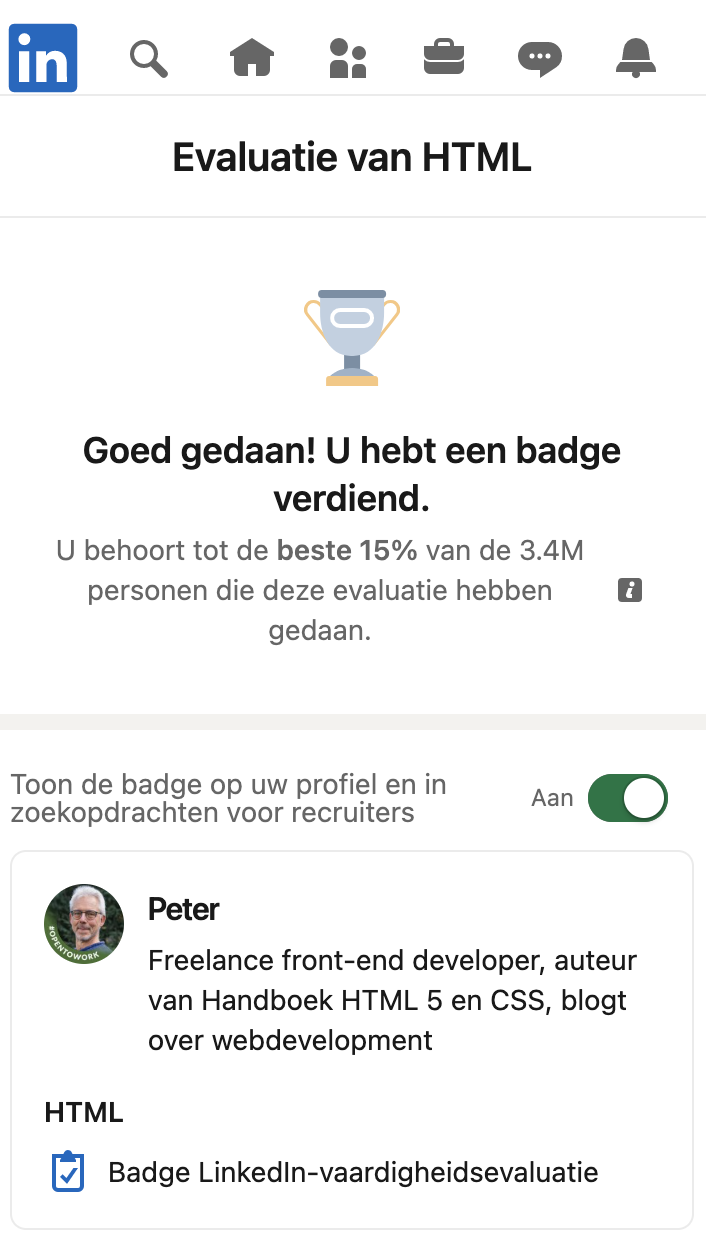 in
Evaluatie van HTML
Goed gedaan! U hebt een badge
verdiend.
U behoort tot de beste 15% van de 3.4M
personen die deze evaluatie hebben
gedaan.
i
Toon de badge op uw profiel en in
zoekopdrachten voor recruiters
Aan
#OPENTOWORK
Peter
Freelance front-end developer, auteur
van Handboek HTML 5 en CSS, blogt
over webdevelopment
HTML
Badge LinkedIn-vaardigheidsevaluatie